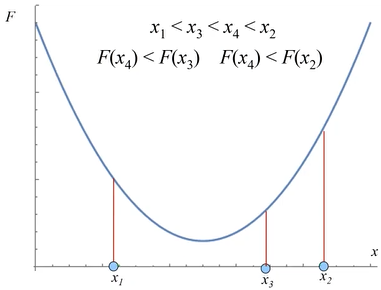 F
x₁ < x₃ < x₄ < x₂
F(x₄) < F(x₃) F(x₄) < F(x₂)
x
x₁ x₃ x₂